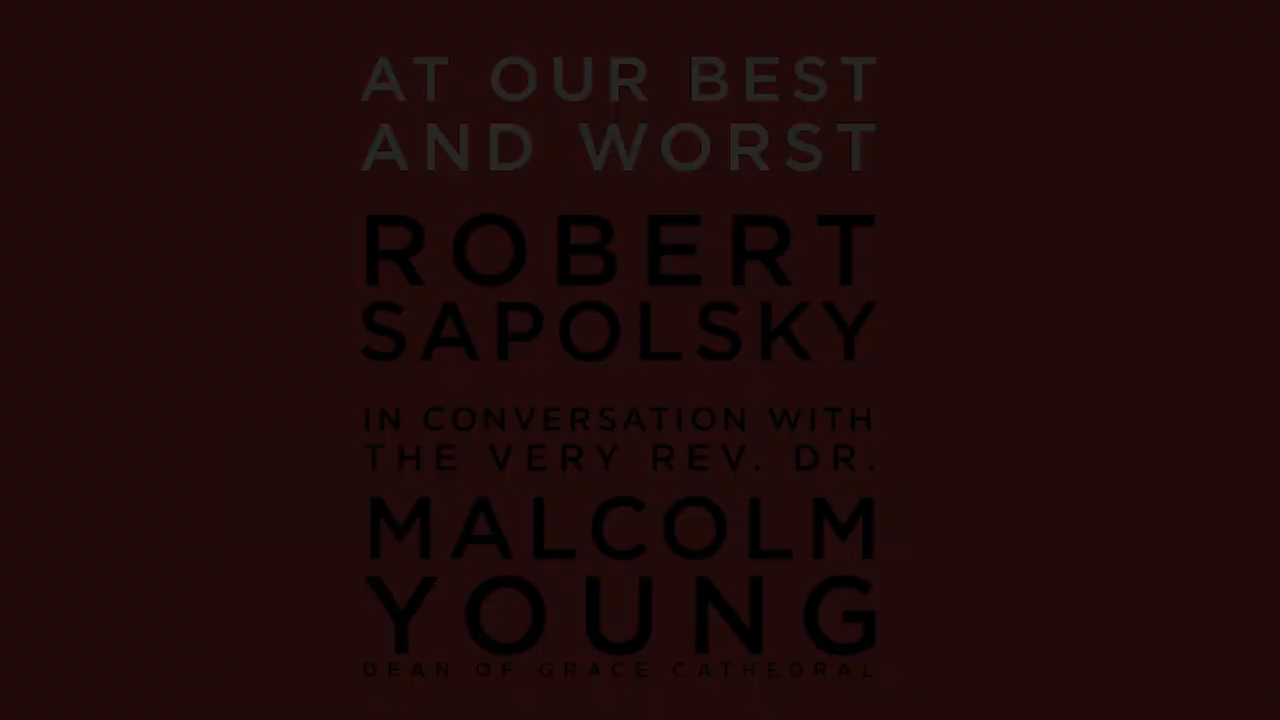 AT OUR BEST
AND WORST
ROBERT
SAPOLSKY
IN CONVERSATION WITH
THE VERY REV. DR.
MALCOLM
YOUNG
DEAN OF GRACE CATHEDRAL